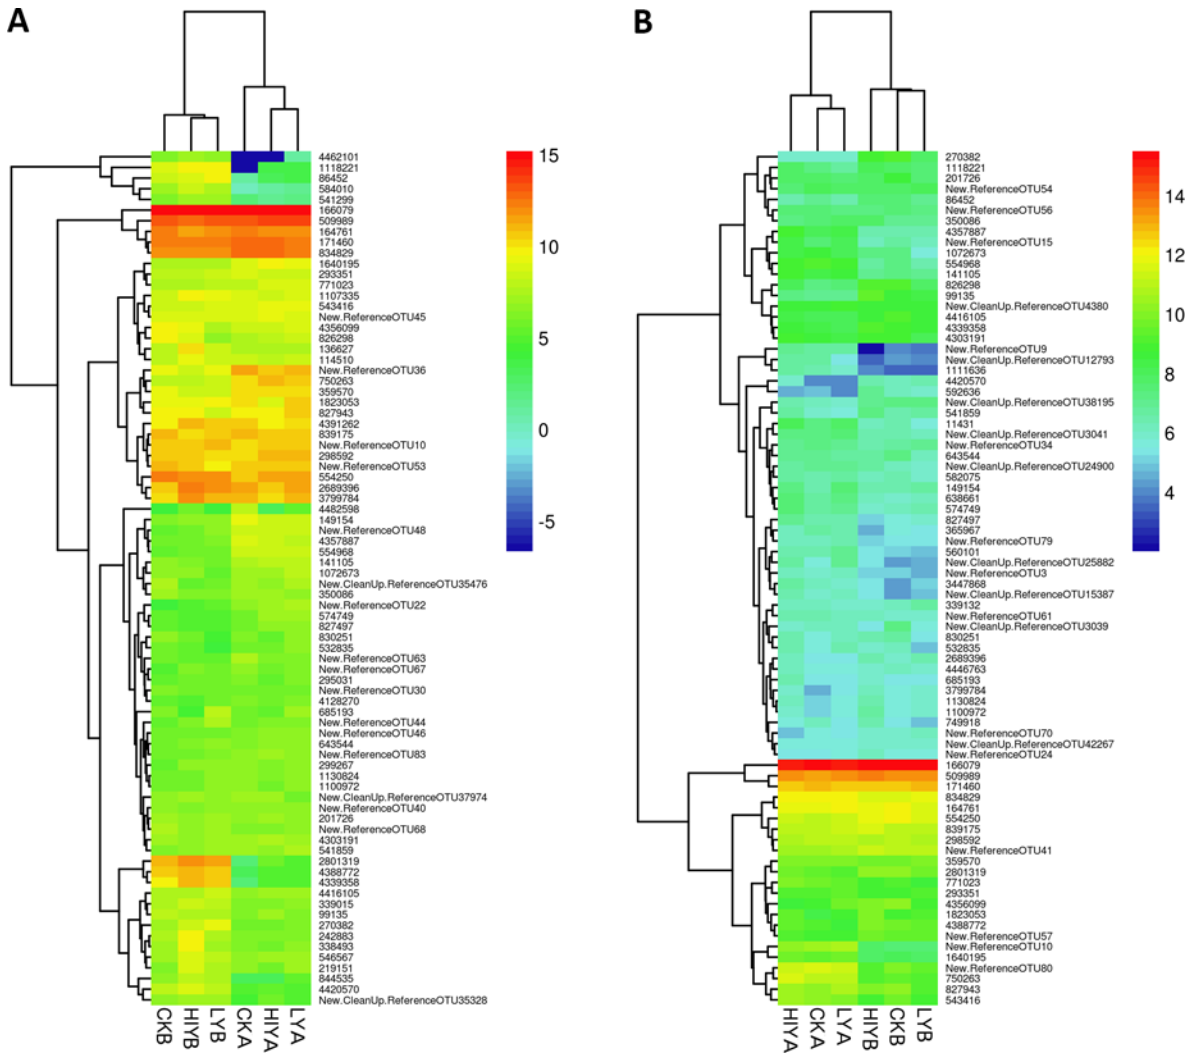 A
4462101
1118221
86452
584010
541299
166079
509989
164761
171460
834829
1640195
293351
771023
1107335
543416
New.ReferenceOTU45
4356099
826298
136627
114510
New.ReferenceOTU36
750263
359570
1823053
827943
4391262
839175
New.ReferenceOTU10
298592
New.ReferenceOTU53
554250
2689396
3799784
4482598
149154
New.ReferenceOTU48
4357887
554968
141105
1072673
New.CleanUp.ReferenceOTU35476
350086
New.ReferenceOTU22
574749
827497
830251
532835
New.ReferenceOTU63
New.ReferenceOTU67
295031
New.ReferenceOTU30
4128270
685193
New.ReferenceOTU44
New.ReferenceOTU46
643544
New.ReferenceOTU83
299267
1130824
1100972
New.CleanUp.ReferenceOTU37974
New.ReferenceOTU40
201726
New.ReferenceOTU68
4303191
541859
2801319
4388772
4339358
4416105
339015
99135
270382
242883
338493
546567
219151
844535
4420570
New.CleanUp.ReferenceOTU35328
15
10
5
0
-5
CKB
HIYB
LYB
CKA
HIYA
LYA
B
270382
1118221
201726
New.ReferenceOTU54
86452
New.ReferenceOTU56
350086
4357887
New.ReferenceOTU15
1072673
554968
141105
826298
99135
New.CleanUp.ReferenceOTU4380
4416105
4339358
4303191
New.ReferenceOTU9
New.CleanUp.ReferenceOTU12793
1111636
4420570
592636
New.CleanUp.ReferenceOTU38195
541859
11431
New.CleanUp.ReferenceOTU3041
New.ReferenceOTU34
643544
New.CleanUp.ReferenceOTU24900
582075
149154
638661
574749
827497
365967
New.ReferenceOTU79
560101
New.CleanUp.ReferenceOTU25882
New.ReferenceOTU3
3447868
New.CleanUp.ReferenceOTU15387
339132
New.ReferenceOTU61
New.CleanUp.ReferenceOTU3039
830251
532835
2689396
4446763
685193
3799784
1130824
1100972
749918
New.ReferenceOTU70
New.CleanUp.ReferenceOTU42267
New.ReferenceOTU24
166079
509989
171460
834829
164761
554250
839175
298592
New.ReferenceOTU41
359570
2801319
771023
293351
4356099
1823053
4388772
New.ReferenceOTU57
New.ReferenceOTU10
1640195
New.ReferenceOTU80
750263
827943
543416
14
12
10
8
6
4
HIYA
CKA
LYA
HIYB
CKB
LYB